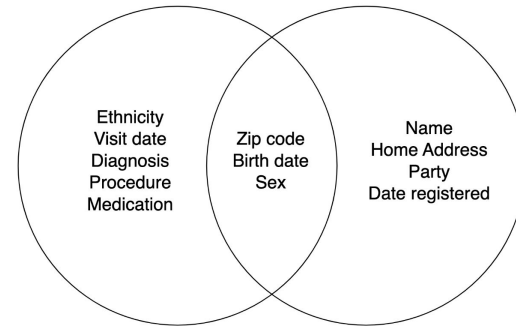 Ethnicity
Visit date
Diagnosis
Procedure
Medication
Zip code
Birth date
Sex
Name
Home Address
Party
Date registered